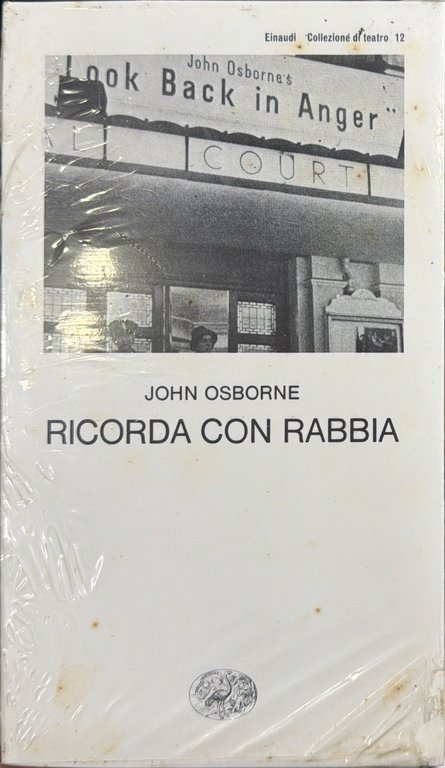 Einaudi Collezione di teatro 12
John Osborne's
Look Back in Anger"
COURT
JOHN OSBORNE
RICORDA CON RABBIA